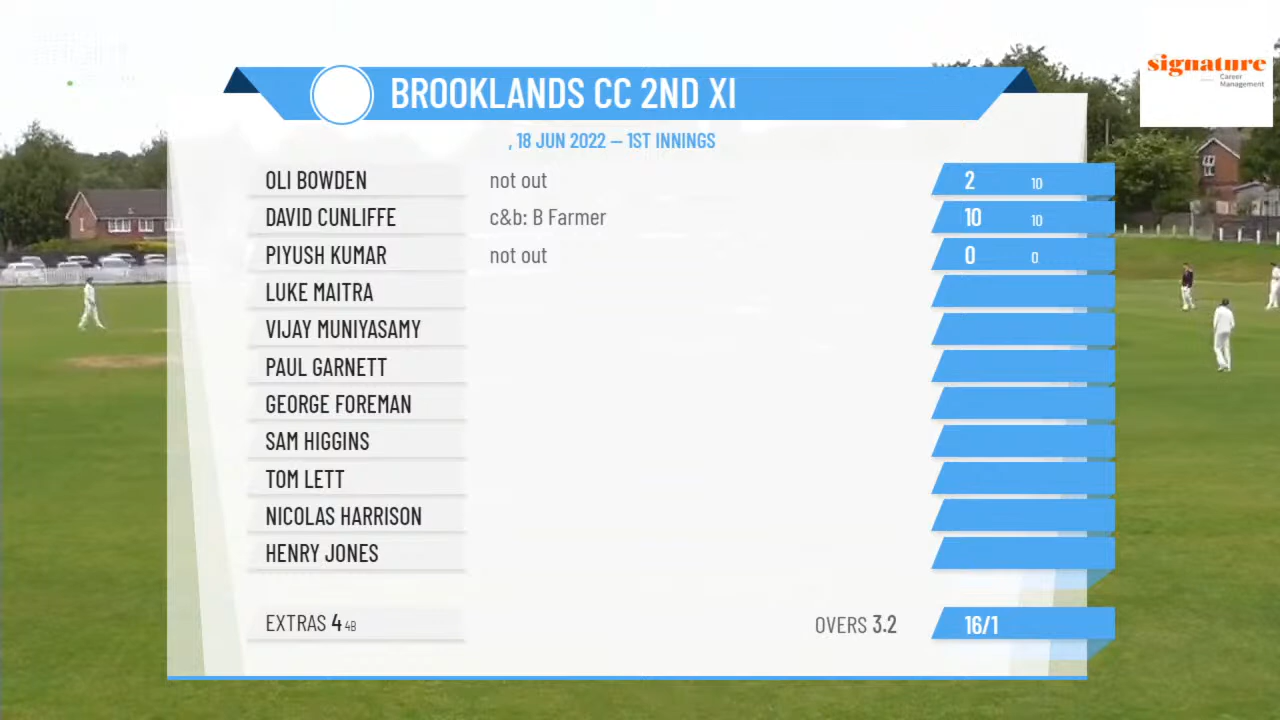 signature
Career
Management
BROOKLANDS CC 2ND XI
, 18 JUN 2022 – 1ST INNINGS
OLI BOWDEN not out 2 10
DAVID CUNLIFFE c&b: B Farmer 10 10
PIYUSH KUMAR not out 0 0
LUKE MAITRA
VIJAY MUNIYASAMY
PAUL GARNETT
GEORGE FOREMAN
SAM HIGGINS
TOM LETT
NICOLAS HARRISON
HENRY JONES
EXTRAS 4 4B OVERS 3.2 16/1